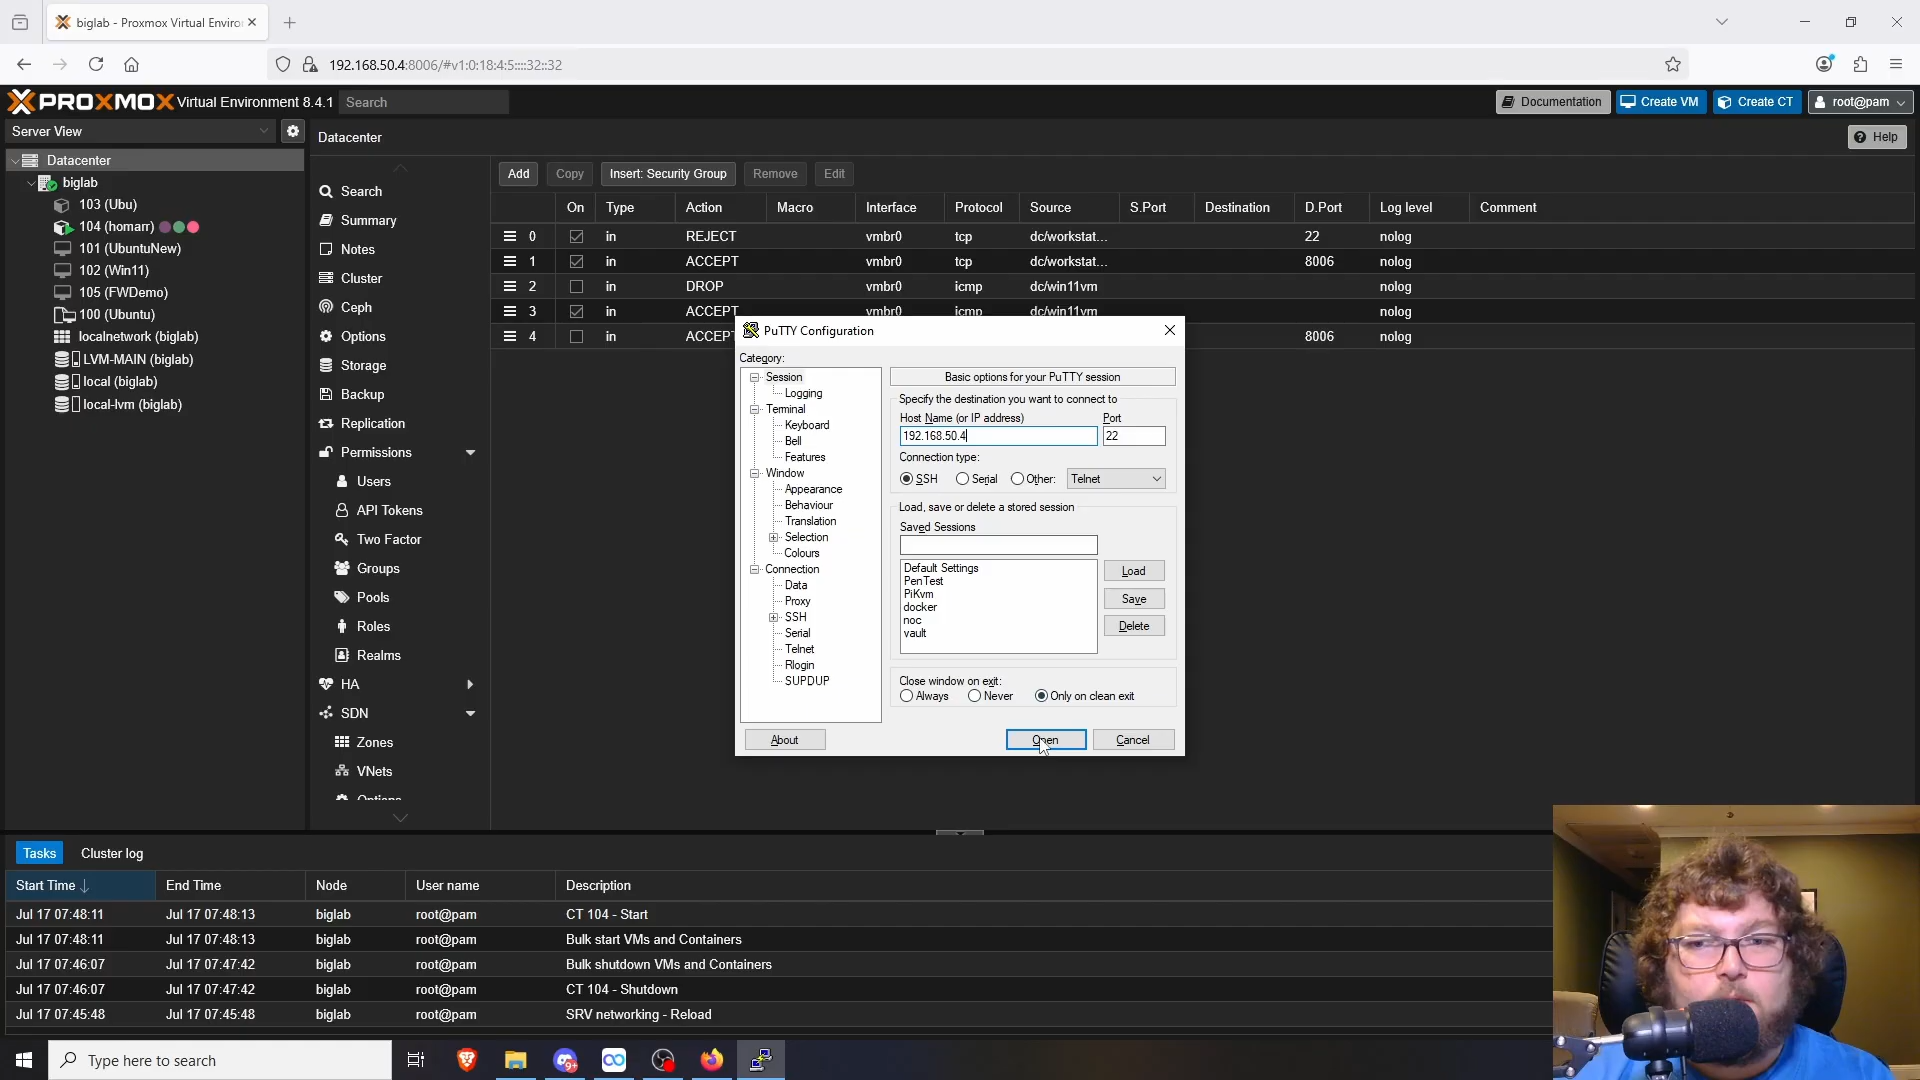 biglab - Proxmox Virtual Enviro
192.168.50.4:8006/#v1:0:18:4:5::::32::32
PROXMOX Virtual Environment 8.4.1
Search
Documentation
Create VM
Create CT
root@pam
Server View
Datacenter
Help
Datacenter
biglab
103 (Ubu)
104 (homarr)
101 (UbuntuNew)
102 (Win11)
105 (FWDemo)
100 (Ubuntu)
localnetwork (biglab)
LVM-MAIN (biglab)
local (biglab)
local-lvm (biglab)
Search
Summary
Notes
Cluster
Ceph
Options
Storage
Backup
Replication
Permissions
Users
API Tokens
Two Factor
Groups
Pools
Roles
Realms
HA
SDN
Zones
VNets
Options
Add Copy Insert: Security Group Remove Edit
On Type Action Macro Interface Protocol Source S.Port Destination D.Port Log level Comment
0 in REJECT vmbr0 tcp dc/workstat... 22 nolog
1 in ACCEPT vmbr0 tcp dc/workstat... 8006 nolog
2 in DROP vmbr0 icmp dc/win11vm nolog
3 in ACCEPT vmbr0 icmp dc/win11vm nolog
4 in ACCEP 8006 nolog
PuTTY Configuration
Category:
Session
Logging
Terminal
Keyboard
Bell
Features
Window
Appearance
Behaviour
Translation
Selection
Colours
Connection
Data
Proxy
SSH
Serial
Telnet
Rlogin
SUPDUP
Basic options for your PuTTY session
Specify the destination you want to connect to
Host Name (or IP address) Port
192.168.50.4 22
Connection type:
SSH Serial Other: Telnet
Load, save or delete a stored session
Saved Sessions
Default Settings
PenTest
PiKvm
docker
noc
vault
Load
Save
Delete
Close window on exit:
Always Never Only on clean exit
About Open Cancel
Tasks Cluster log
Start Time End Time Node User name Description
Jul 17 07:48:11 Jul 17 07:48:13 biglab root@pam CT 104 - Start
Jul 17 07:48:11 Jul 17 07:48:13 biglab root@pam Bulk start VMs and Containers
Jul 17 07:46:07 Jul 17 07:47:42 biglab root@pam Bulk shutdown VMs and Containers
Jul 17 07:46:07 Jul 17 07:47:42 biglab root@pam CT 104 - Shutdown
Jul 17 07:45:48 Jul 17 07:45:48 biglab root@pam SRV networking - Reload
Type here to search